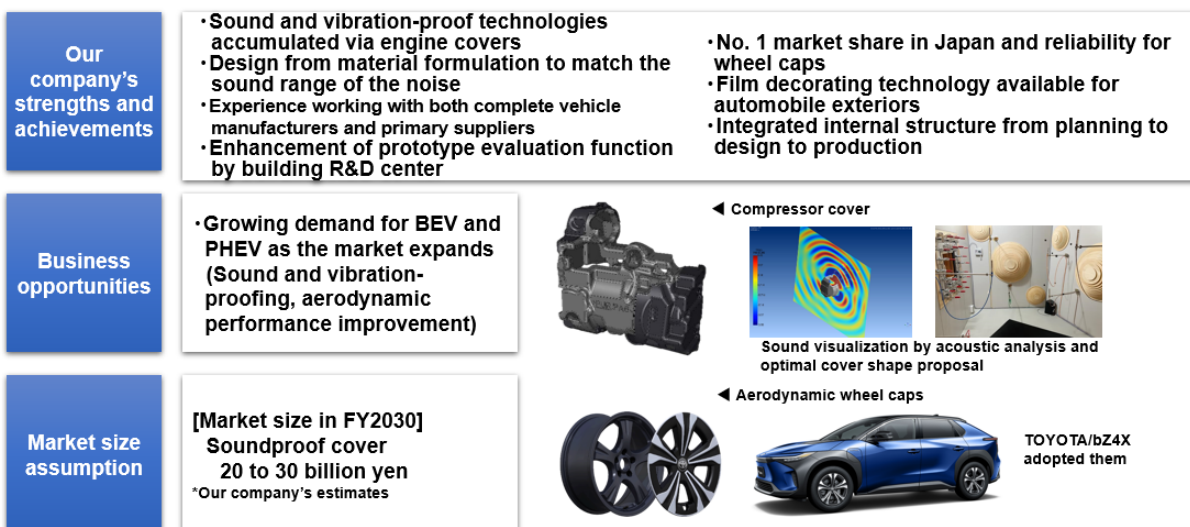 Our
company's
strengths and
achievements
・Sound and vibration-proof technologies
accumulated via engine covers
・Design from material formulation to match the
sound range of the noise
・Experience working with both complete vehicle
manufacturers and primary suppliers
・Enhancement of prototype evaluation function
by building R&D center
・No. 1 market share in Japan and reliability for
wheel caps
・Film decorating technology available for
automobile exteriors
・Integrated internal structure from planning to
design to production
Business
opportunities
・Growing demand for BEV and
PHEV as the market expands
(Sound and vibration-
proofing, aerodynamic
performance improvement)
◀ Compressor cover
Sound visualization by acoustic analysis and
optimal cover shape proposal
Market size
assumption
[Market size in FY2030]
Soundproof cover
20 to 30 billion yen
*Our company's estimates
◀ Aerodynamic wheel caps
TOYOTA/bZ4X
adopted them